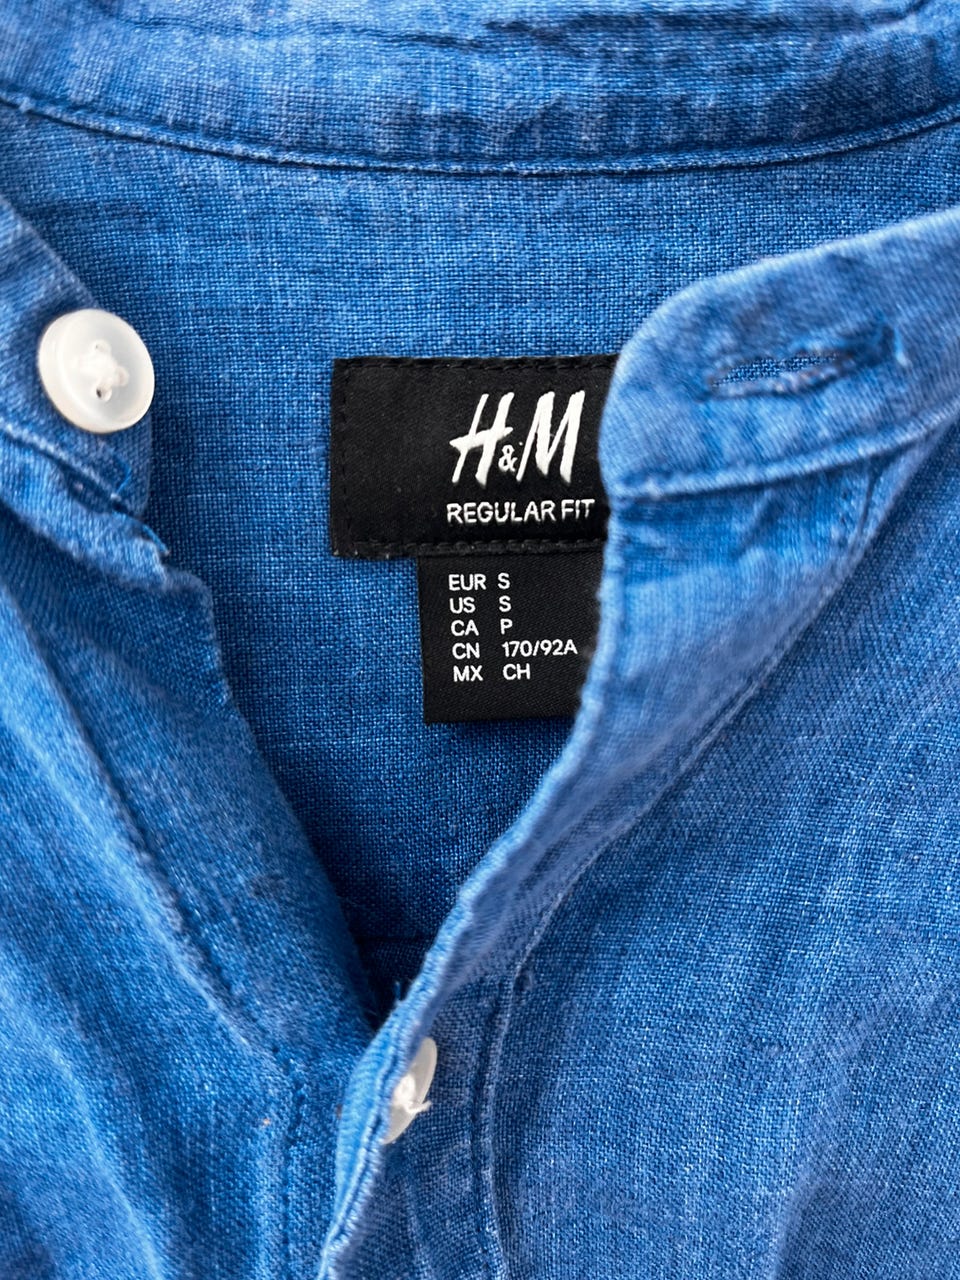 H&M
REGULAR FIT
EUR S
US S
CA P
CN 170/92A
MX CH